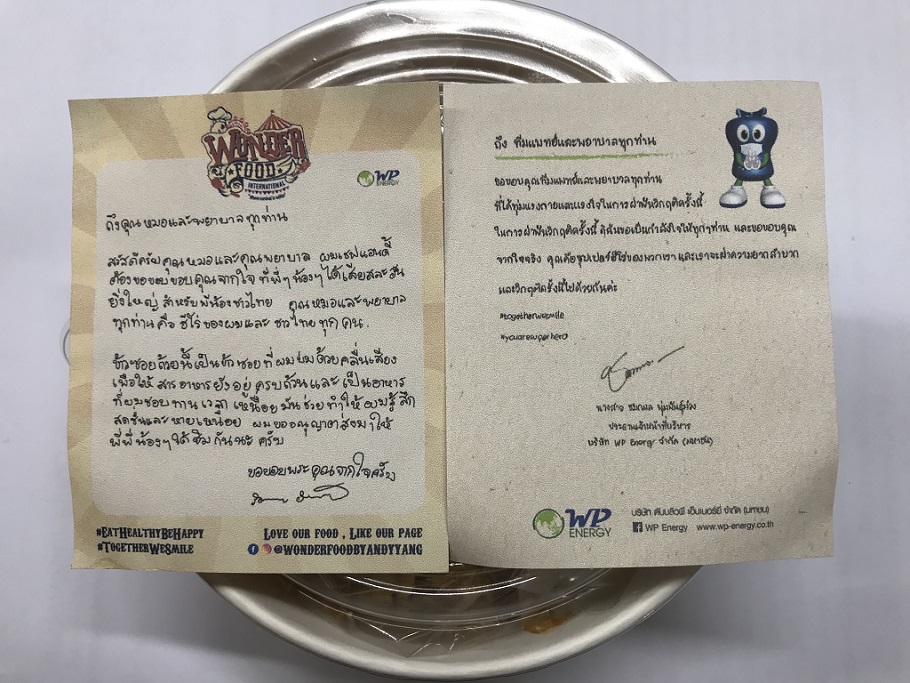 WONDER
FOOD
INTERNATIONAL
WP
ENERGY
ถึงคุณหมอและพยาบาลทุกท่าน
สวัสดีครับคุณหมอและคุณพยาบาล ผมเชฟแอนดี้
ต้องขอขอบคุณจากใจ ที่พี่ๆน้องๆได้เสียสละวัน
ยิ่งใหญ่ สำหรับพี่น้องชาวไทย คุณหมอและพยาบาล
ทุกท่านคือ ฮีโร่ของผมและ ชาวไทยทุกคน.
ข้าวซอยถ้วยนี้เป็นข้าวซอยที่ผมบ่มด้วยคลื่นเสียง
เพื่อให้สารอาหารยังอยู่ครบถ้วนและเป็นอาหาร
ที่ผมชอบทาน เวลาเหนื่อยมันช่วยทำให้ผมรู้สึก
สดชื่นและหายเหนื่อย ผมขออนุญาตส่งมาให้
พี่พี่น้องๆได้ชิมกันนะครับ
ขอขอบพระคุณจากใจครับ
#EATHEALTHYBEHAPPY
#TOGETHERWESMILE
LOVE OUR FOOD , LIKE OUR PAGE
@WONDERFOODBYANDYYANG
ถึง ทีมแพทย์และพยาบาลทุกท่าน
ขอขอบคุณทีมแพทย์และพยาบาลทุกท่าน
ที่ได้ทุ่มแรงกายและแรงใจในการฝ่าฟันวิกฤติครั้งนี้
ในการฝ่าฟันวิกฤติครั้งนี้ ดิฉันขอเป็นกำลังใจให้ทุกๆท่าน และขอขอบคุณ
จากใจจริง คุณคือซุปเปอร์ฮีโร่ของพวกเรา และเราจะฝ่าความยากลำบาก
และวิกฤติครั้งนี้ไปด้วยกันค่ะ
#togetherwesmile
#youaresuperhero
นางสาว ชมกมล พุ่มพันธุ์ม่วง
ประธานเจ้าหน้าที่บริหาร
บริษัท WP Energy จำกัด (มหาชน)
WP
ENERGY
บริษัท ดับบลิวพี เอ็นเนอร์ยี่ จำกัด (มหาชน)
WP Energy www.wp-energy.co.th